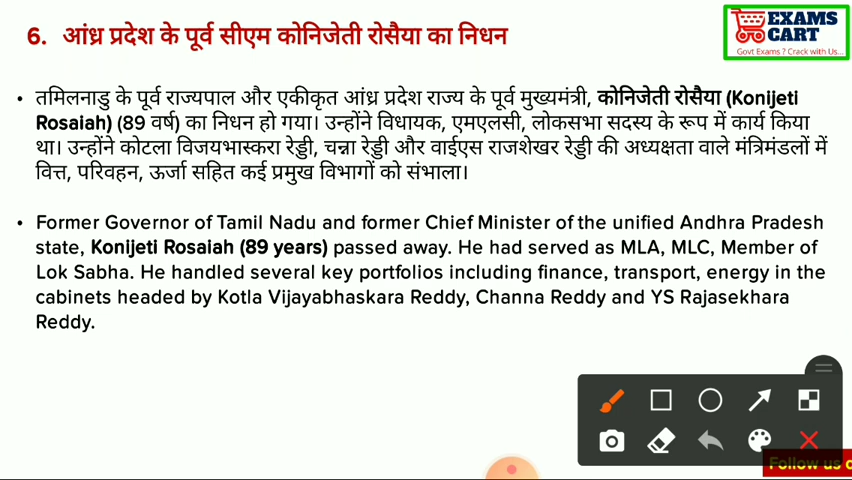 6. आंध्र प्रदेश के पूर्व सीएम कोनिजेती रोसैया का निधन
EXAMS
CART
Govt Exams ? Crack with Us...
• तमिलनाडु के पूर्व राज्यपाल और एकीकृत आंध्र प्रदेश राज्य के पूर्व मुख्यमंत्री, कोनिजेती रोसैया (Konijeti
Rosaiah) (89 वर्ष) का निधन हो गया। उन्होंने विधायक, एमएलसी, लोकसभा सदस्य के रूप में कार्य किया
था। उन्होंने कोटला विजयभास्करा रेड्डी, चन्ना रेड्डी और वाईएस राजशेखर रेड्डी की अध्यक्षता वाले मंत्रिमंडलों में
वित्त, परिवहन, ऊर्जा सहित कई प्रमुख विभागों को संभाला।
• Former Governor of Tamil Nadu and former Chief Minister of the unified Andhra Pradesh
state, Konijeti Rosaiah (89 years) passed away. He had served as MLA, MLC, Member of
Lok Sabha. He handled several key portfolios including finance, transport, energy in the
cabinets headed by Kotla Vijayabhaskara Reddy, Channa Reddy and YS Rajasekhara
Reddy.
Follow us